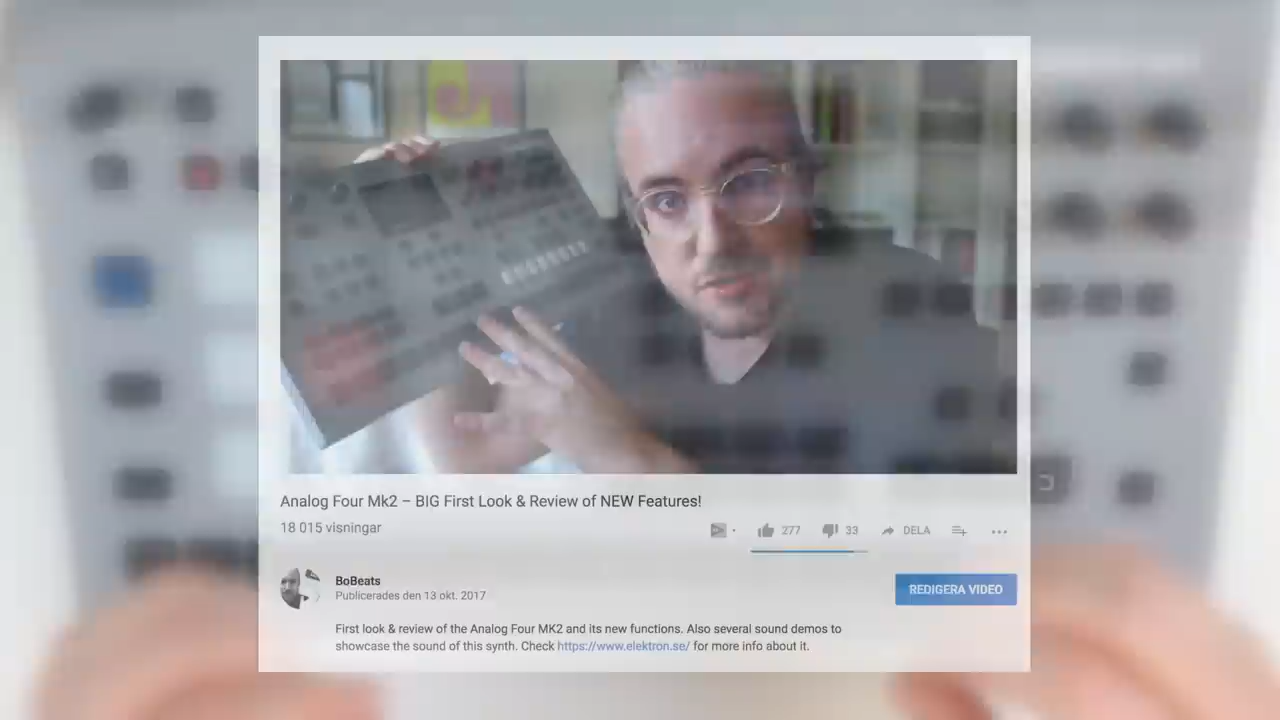 Analog Four Mk2 – BIG First Look & Review of NEW Features!
18 015 visningar
277
33
DELA
BoBeats
Publicerades den 13 okt. 2017
REDIGERA VIDEO
First look & review of the Analog Four MK2 and its new functions. Also several sound demos to
showcase the sound of this synth. Check https://www.elektron.se/ for more info about it.